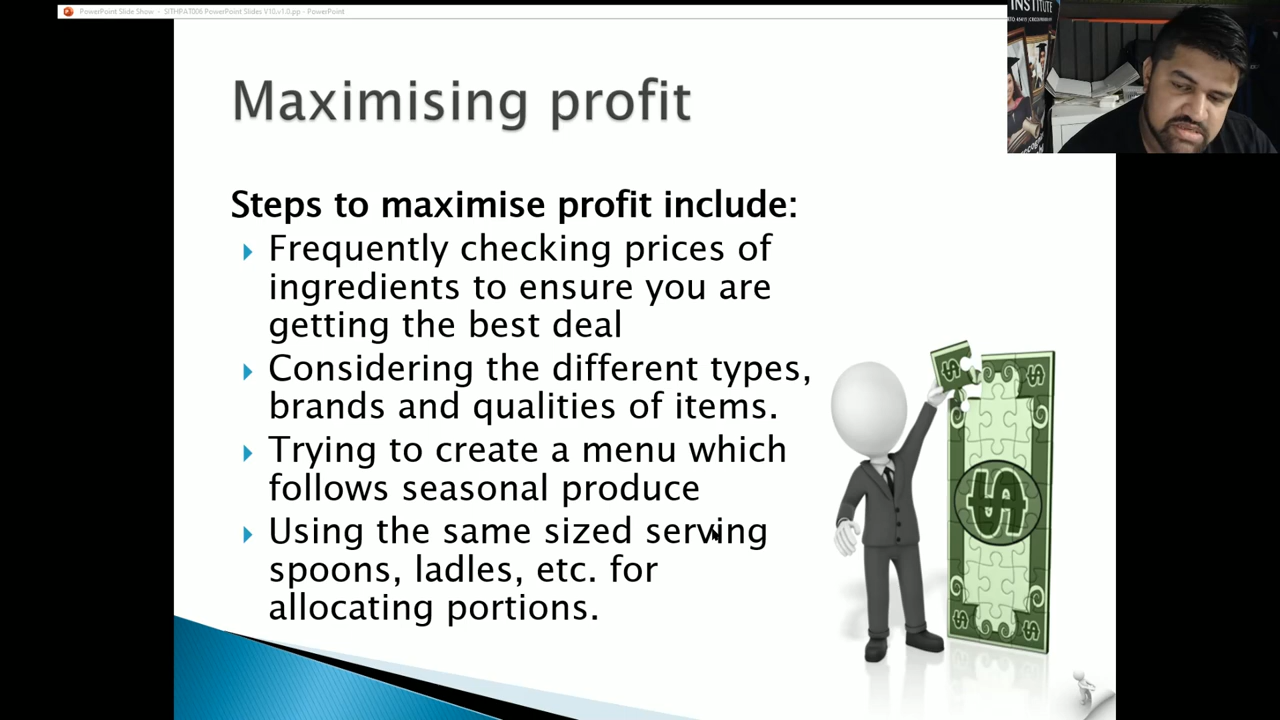 PowerPoint Slide Show - SITHPAT006 PowerPoint Slides V10.v1.0.pp - PowerPoint
INSTITUTE
Maximising profit
Steps to maximise profit include:
Frequently checking prices of
ingredients to ensure you are
getting the best deal
Considering the different types,
brands and qualities of items.
Trying to create a menu which
follows seasonal produce
Using the same sized serving
spoons, ladles, etc. for
allocating portions.